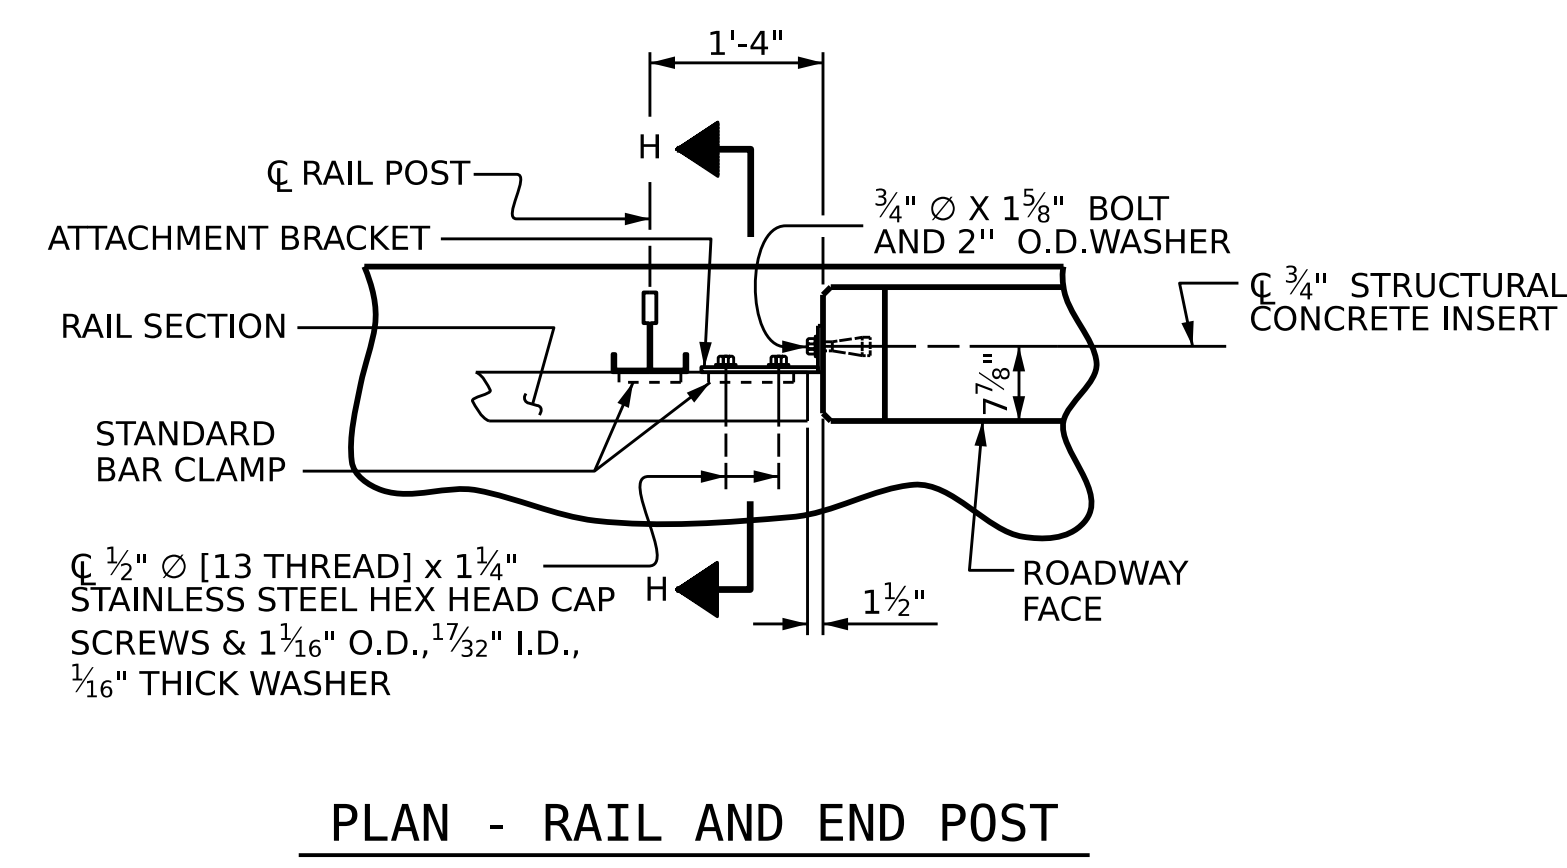 1'-4"
H
℄ RAIL POST
¾" ∅ X 1⅝" BOLT
AND 2" O.D.WASHER
ATTACHMENT BRACKET
℄ ¾" STRUCTURAL
CONCRETE INSERT
RAIL SECTION
7⅞"
STANDARD
BAR CLAMP
℄ ½" ∅ [13 THREAD] x 1¼"
STAINLESS STEEL HEX HEAD CAP
SCREWS & 1 1/16" O.D., 17/32" I.D.,
1/16" THICK WASHER
H
1½"
ROADWAY
FACE
PLAN - RAIL AND END POST